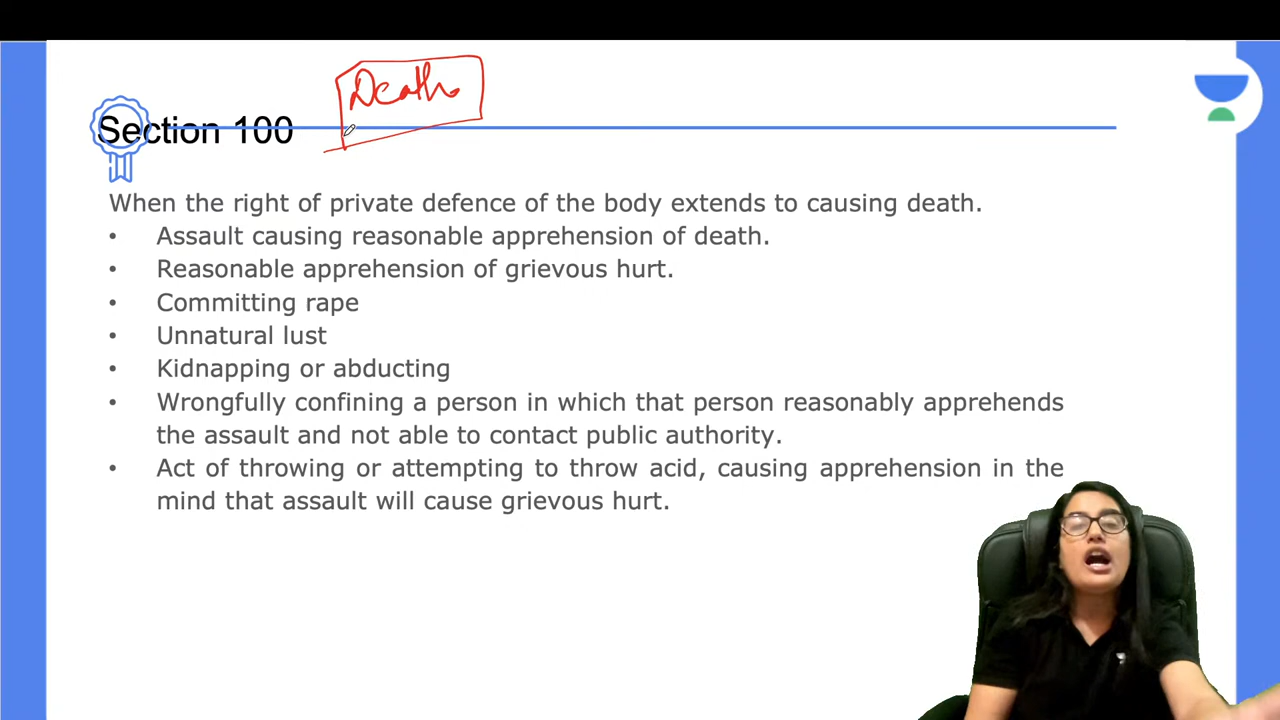 Death
Section 100
When the right of private defence of the body extends to causing death.
• Assault causing reasonable apprehension of death.
• Reasonable apprehension of grievous hurt.
• Committing rape
• Unnatural lust
• Kidnapping or abducting
• Wrongfully confining a person in which that person reasonably apprehends
the assault and not able to contact public authority.
• Act of throwing or attempting to throw acid, causing apprehension in the
mind that assault will cause grievous hurt.